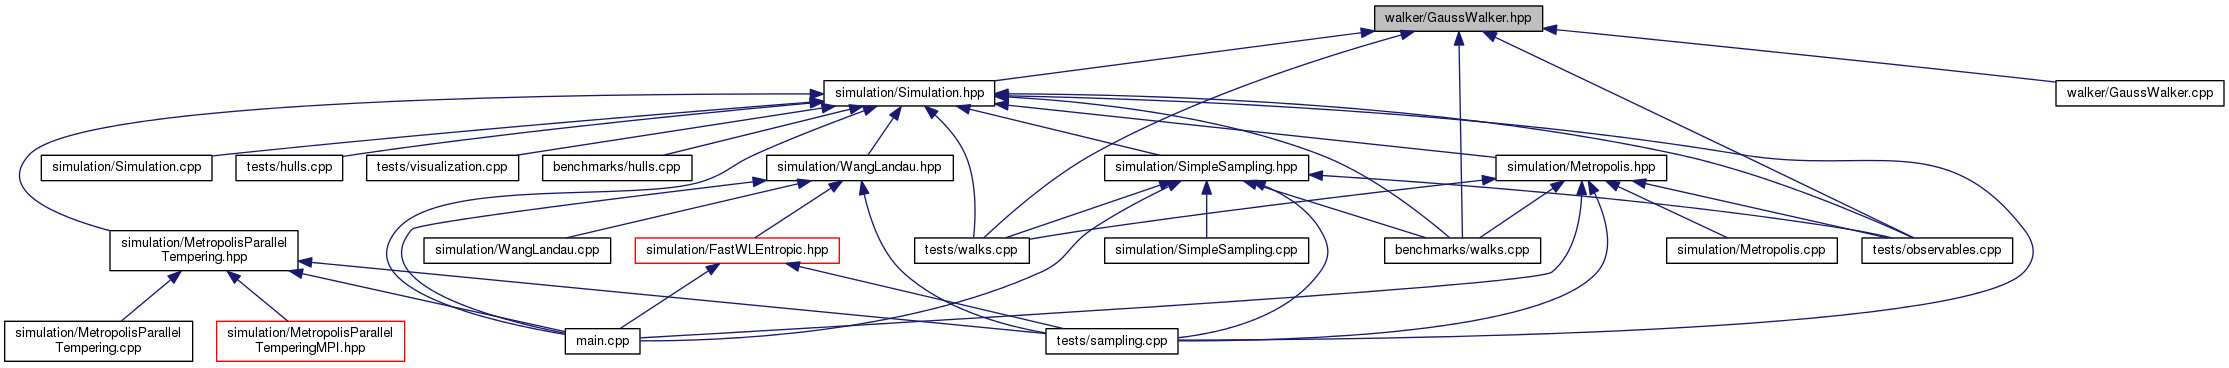 walker/GaussWalker.hpp
simulation/Simulation.hpp
walker/GaussWalker.cpp
simulation/Simulation.cpp
tests/hulls.cpp
tests/visualization.cpp
benchmarks/hulls.cpp
simulation/WangLandau.hpp
simulation/SimpleSampling.hpp
simulation/Metropolis.hpp
simulation/MetropolisParallel
Tempering.hpp
simulation/WangLandau.cpp
simulation/FastWLEntropic.hpp
tests/walks.cpp
simulation/SimpleSampling.cpp
benchmarks/walks.cpp
simulation/Metropolis.cpp
tests/observables.cpp
simulation/MetropolisParallel
Tempering.cpp
simulation/MetropolisParallel
TemperingMPI.hpp
main.cpp
tests/sampling.cpp